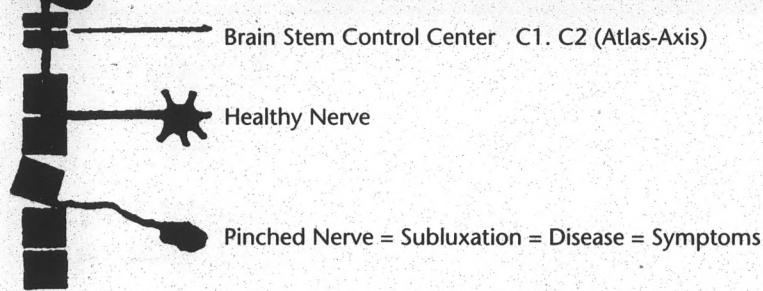 Brain Stem Control Center C1. C2 (Atlas-Axis)
Healthy Nerve
Pinched Nerve = Subluxation = Disease = Symptoms